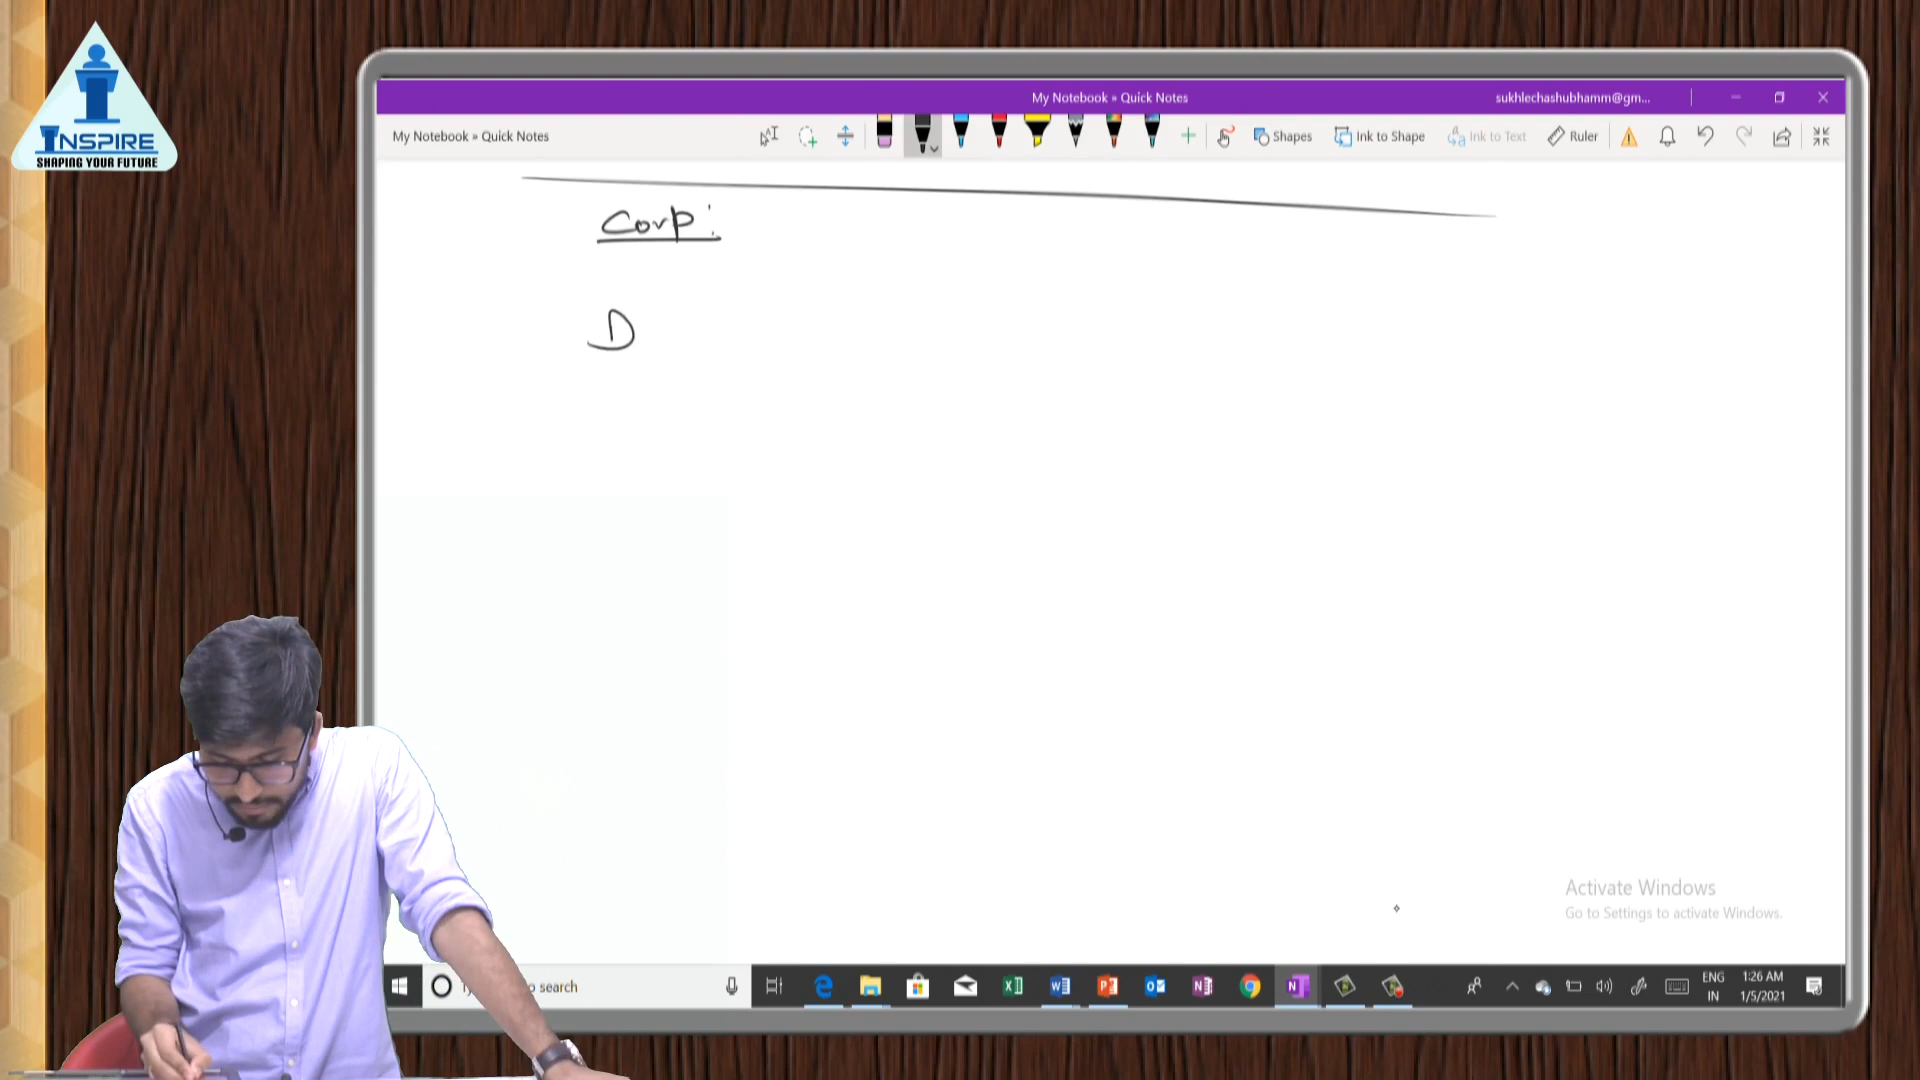 INSPIRE
SHAPING YOUR FUTURE
My Notebook » Quick Notes
sukhlechashubhamm@gm...
My Notebook » Quick Notes
Shapes
Ink to Shape
Ink to Text
Ruler
Corp:
D
Activate Windows
Go to Settings to activate Windows.
o search
ENG
IN
1:26 AM
1/5/2021